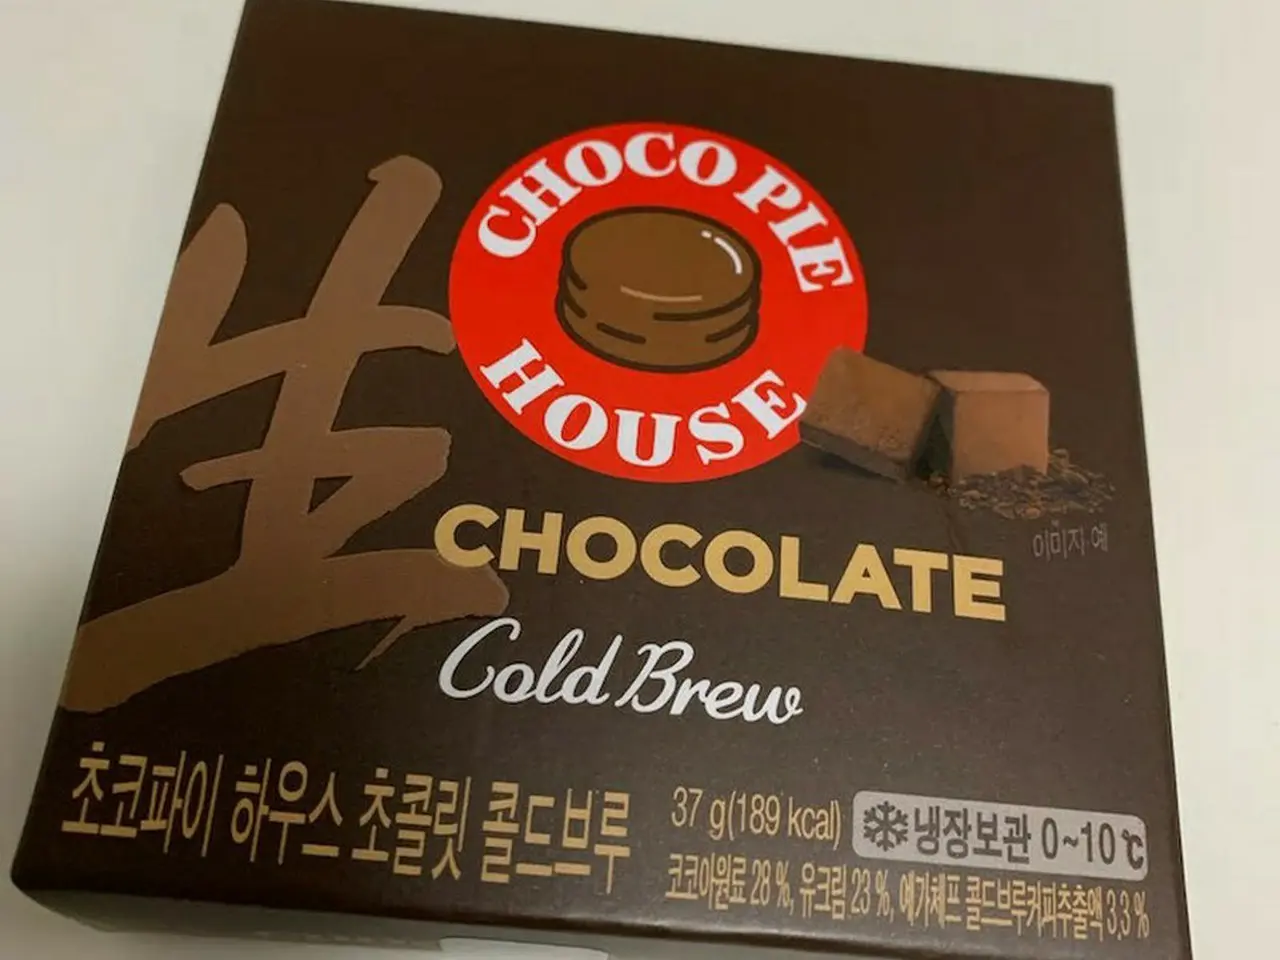 生
CHOCO PIE
HOUSE
이미지 예
CHOCOLATE
Cold Brew
초코파이 하우스 초콜릿 콜드브루
37 g(189 kcal)
냉장보관 0~10℃
코코아원료 28 %, 유크림 23 %, 예가체프 콜드브루커피추출액 3.3 %